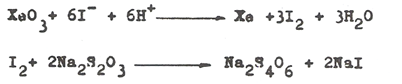 XeO₃+ 6I⁻ + 6H⁺ ⟶ Xe +3I₂ + 3H₂O
I₂+ 2Na₂S₂O₃ ⟶ Na₂S₄O₆ + 2NaI